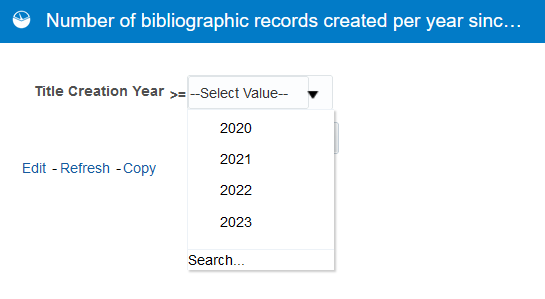 Number of bibliographic records created per year sinc...
Title Creation Year >= --Select Value--
2020
2021
Edit - Refresh - Copy
2022
2023
Search...